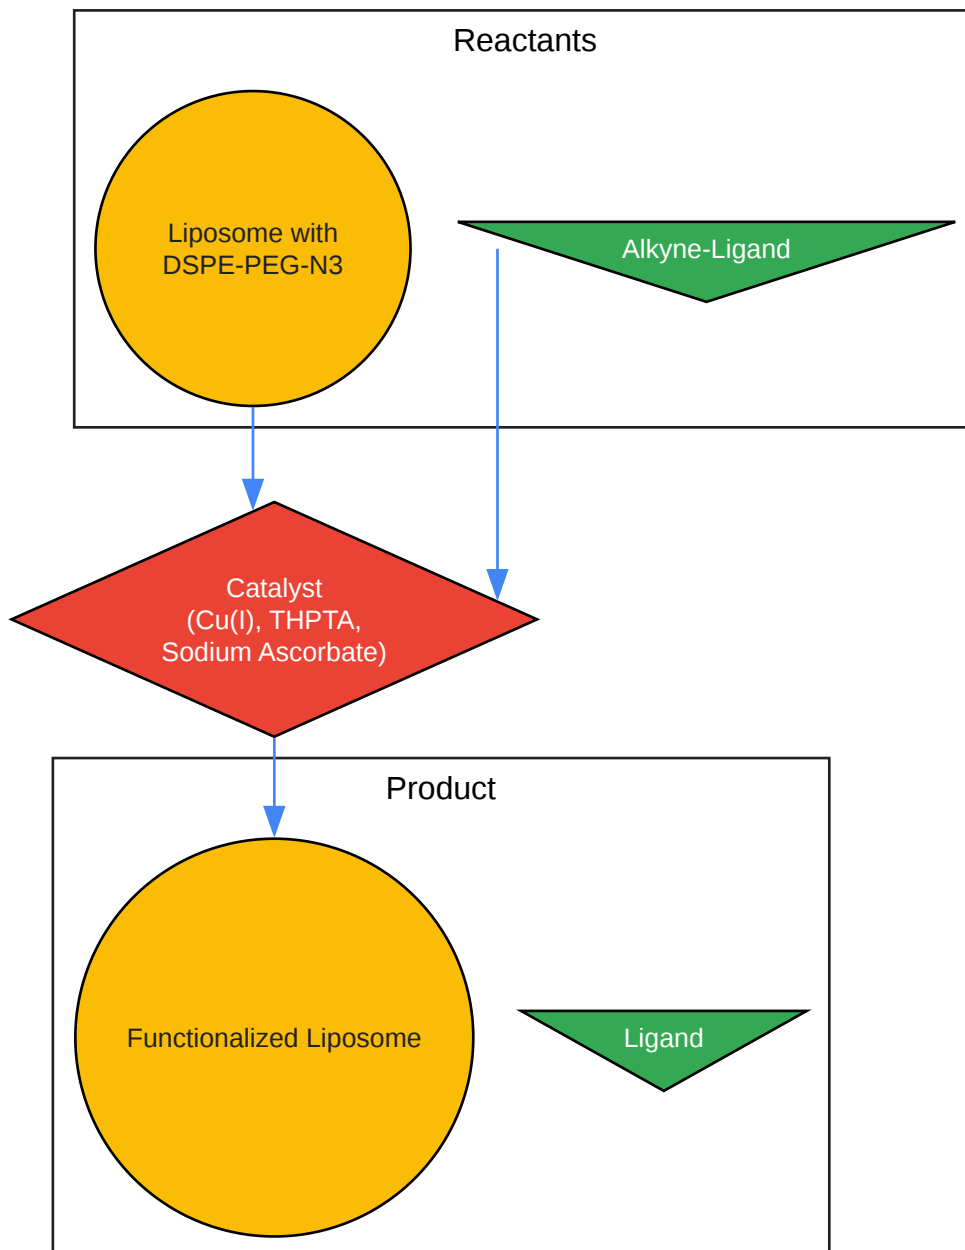 Reactants
Liposome with
DSPE-PEG-N3
Alkyne-Ligand
Catalyst
(Cu(I), THPTA,
Sodium Ascorbate)
Product
Functionalized Liposome
Ligand